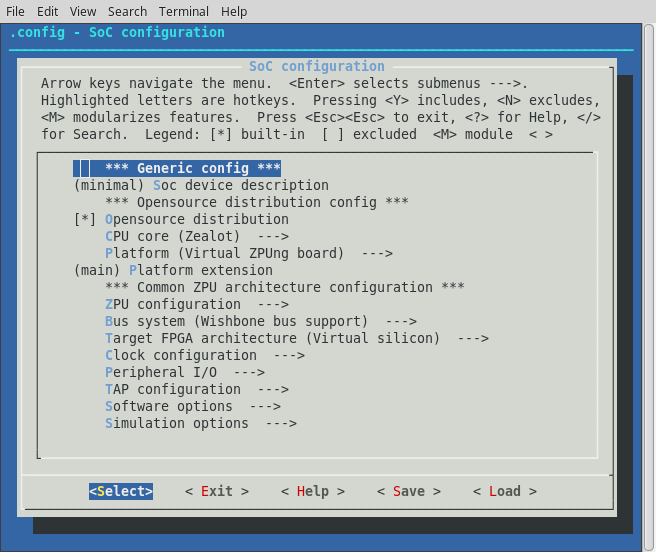 File Edit View Search Terminal Help
.config - SoC configuration
SoC configuration
Arrow keys navigate the menu. <Enter> selects submenus --->.
Highlighted letters are hotkeys. Pressing <Y> includes, <N> excludes,
<M> modularizes features. Press <Esc><Esc> to exit, <?> for Help, </>
for Search. Legend: [*] built-in [ ] excluded <M> module < >
*** Generic config ***
(minimal) Soc device description
*** Opensource distribution config ***
[*] Opensource distribution
CPU core (Zealot) --->
Platform (Virtual ZPUng board) --->
(main) Platform extension
*** Common ZPU architecture configuration ***
ZPU configuration --->
Bus system (Wishbone bus support) --->
Target FPGA architecture (Virtual silicon) --->
Clock configuration --->
Peripheral I/O --->
TAP configuration --->
Software options --->
Simulation options --->
<Select> < Exit > < Help > < Save > < Load >